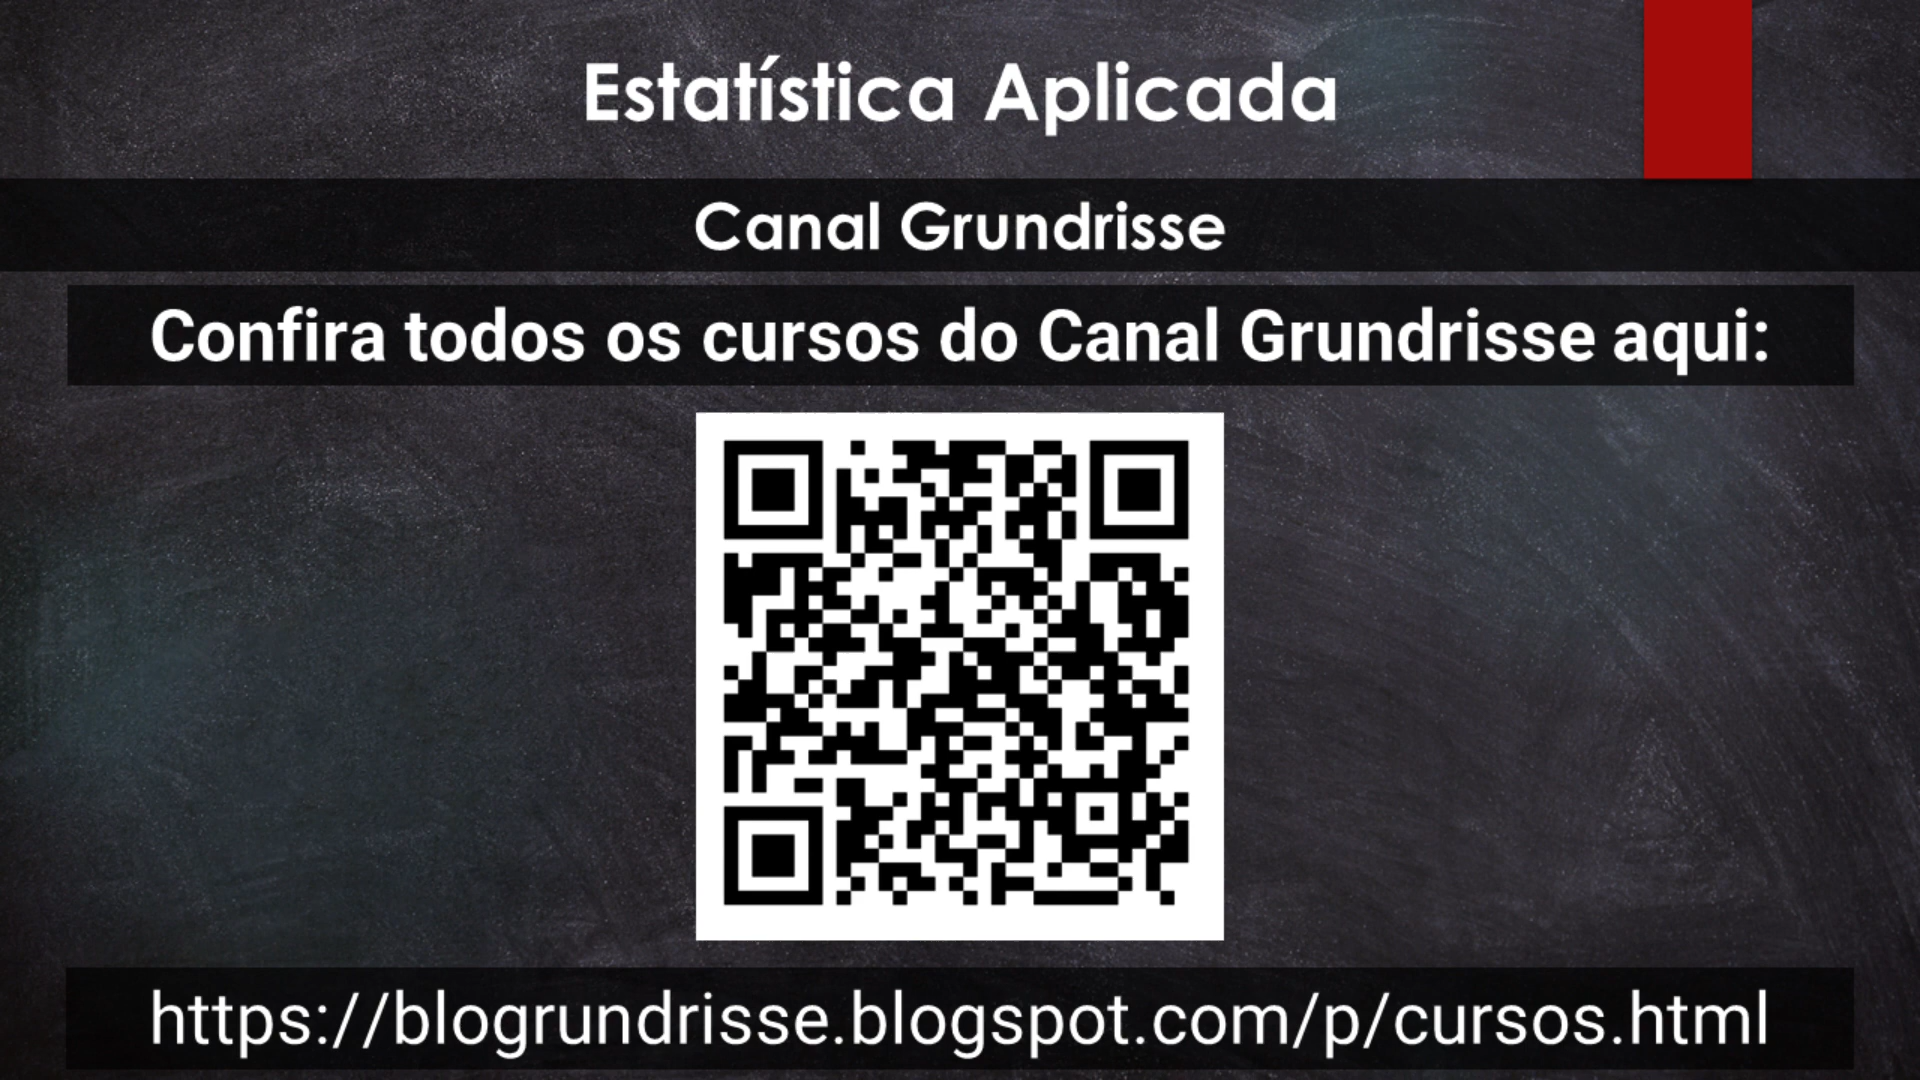 Estatística Aplicada
Canal Grundrisse
Confira todos os cursos do Canal Grundrisse aqui:
https://blogrundrisse.blogspot.com/p/cursos.html